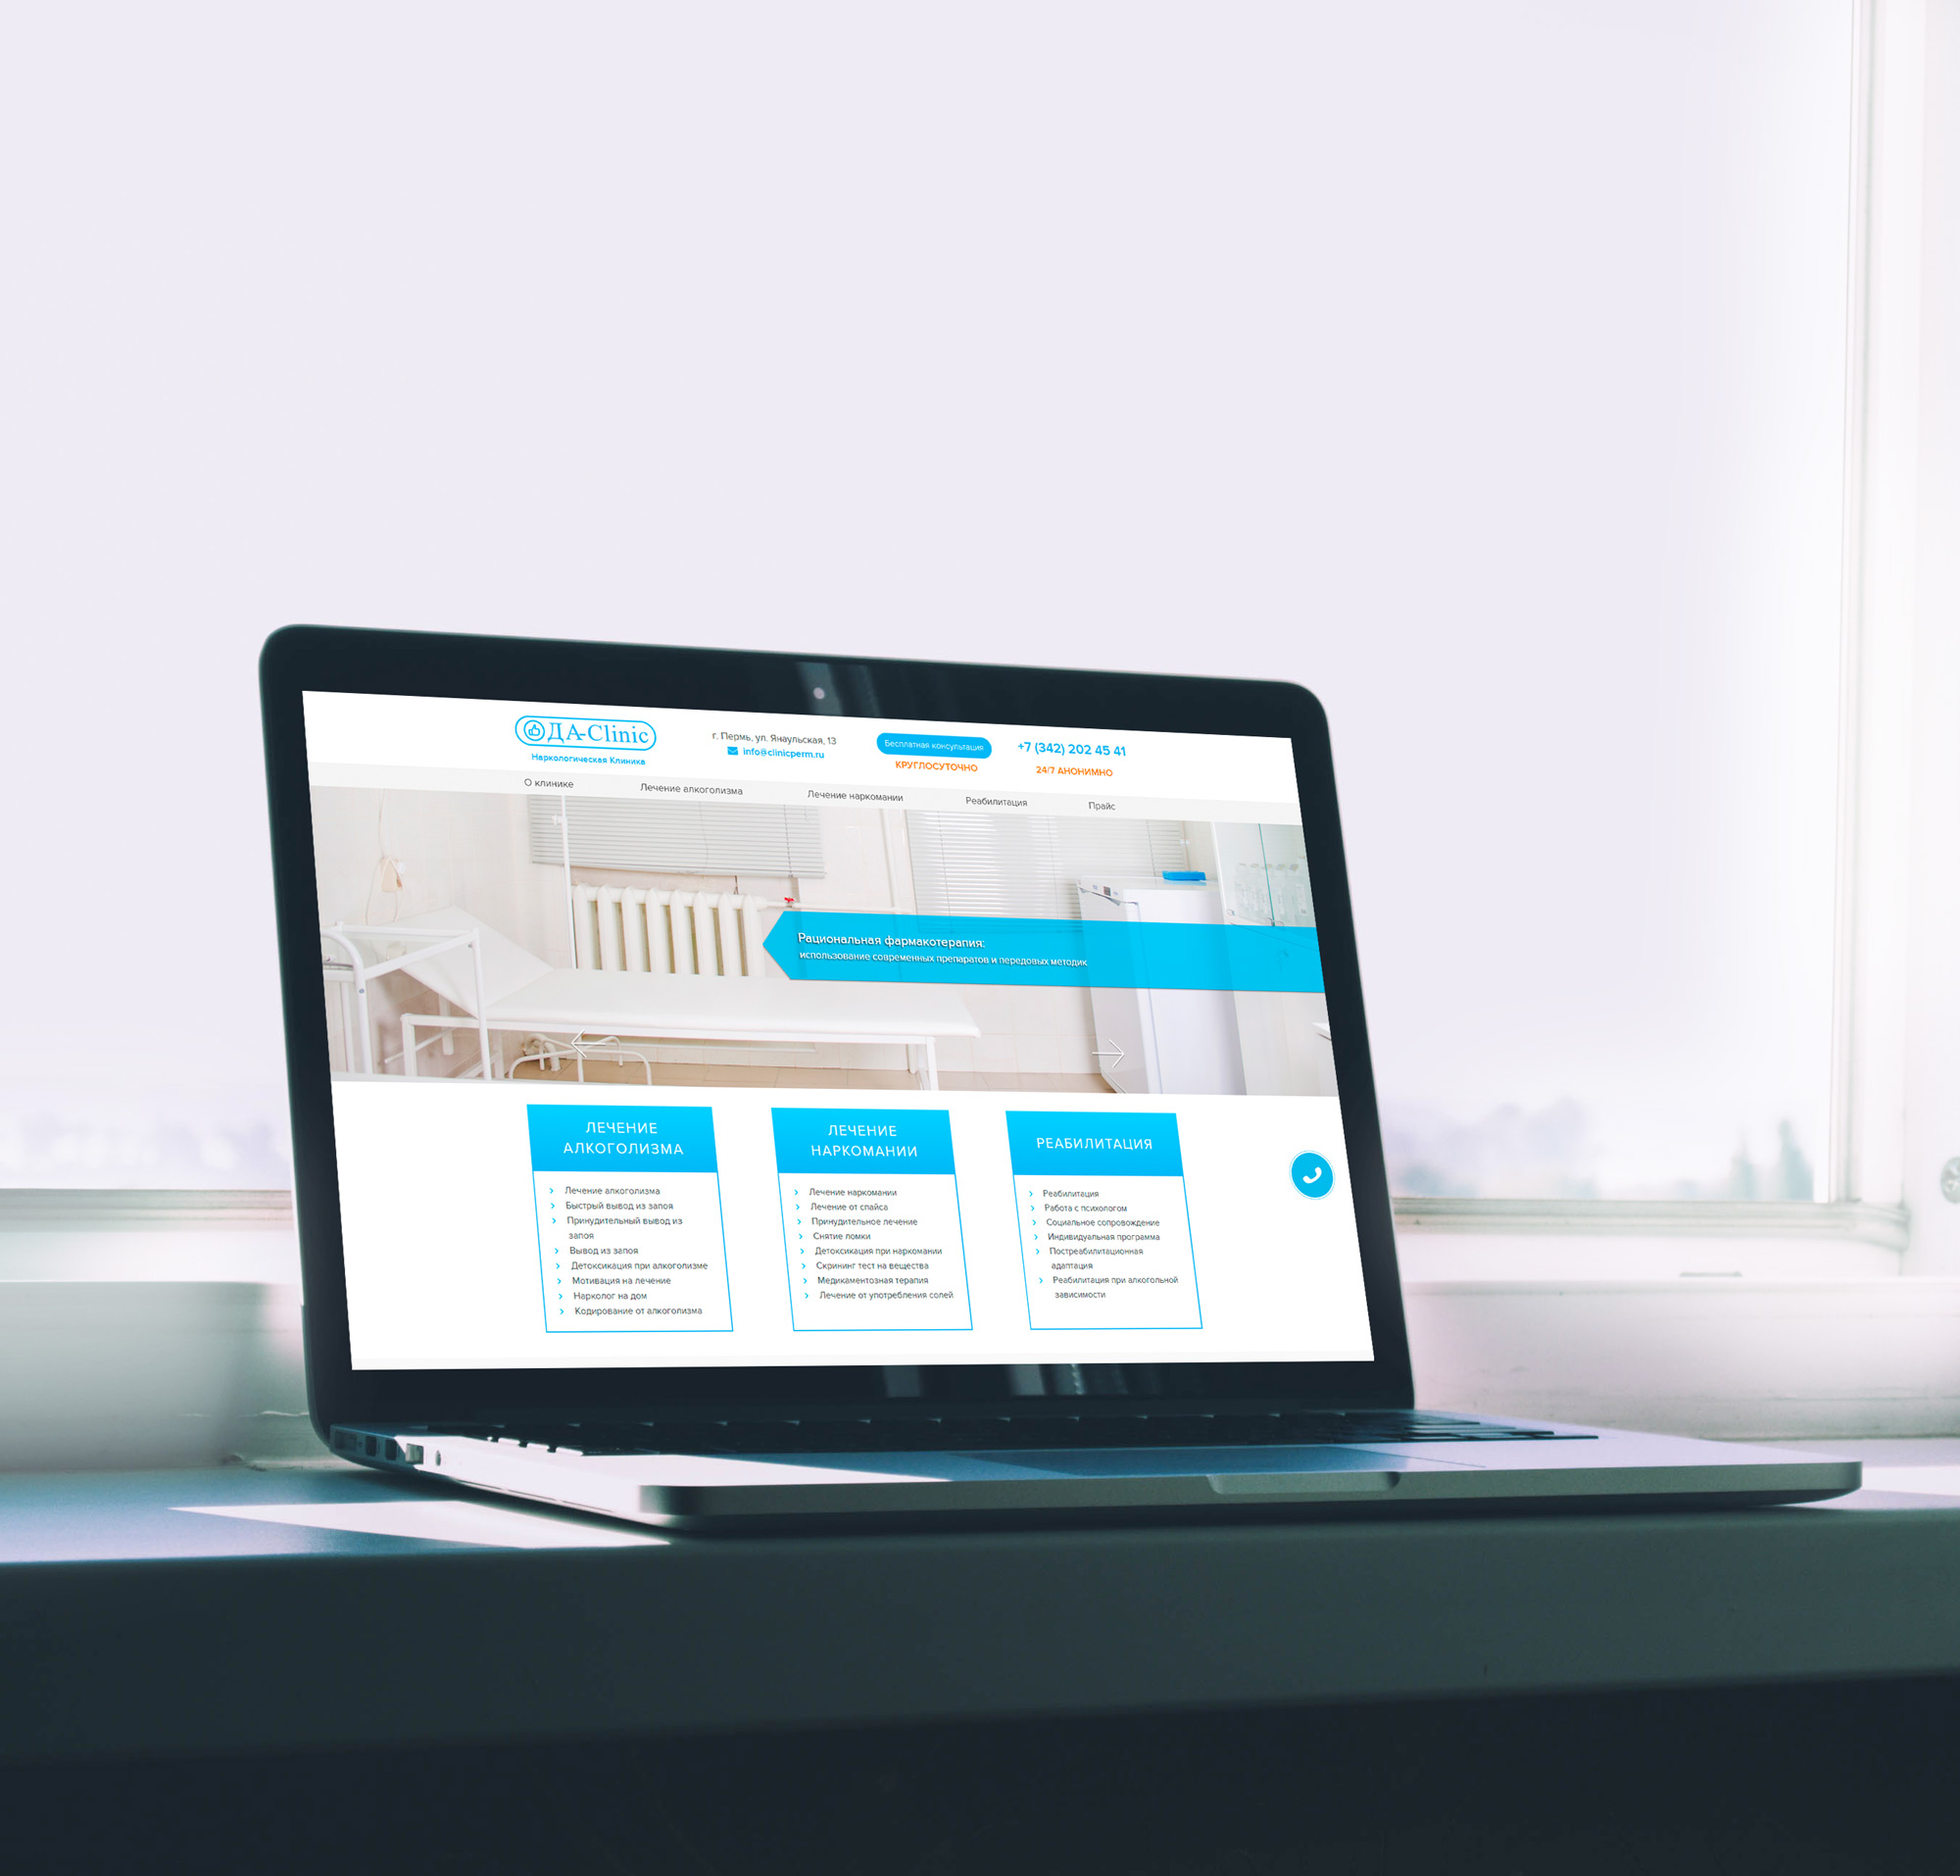 ДА-Clinic
Наркологическая Клиника
г. Пермь, ул. Янаульская, 13
info@clinicperm.ru
Бесплатная консультация
КРУГЛОСУТОЧНО
+7 (342) 202 45 41
24/7 АНОНИМНО
О клинике
Лечение алкоголизма
Лечение наркомании
Реабилитация
Прайс
Рациональная фармакотерапия:
использование современных препаратов и передовых методик
ЛЕЧЕНИЕ
АЛКОГОЛИЗМА
Лечение алкоголизма
Быстрый вывод из запоя
Принудительный вывод из
запоя
Вывод из запоя
Детоксикация при алкоголизме
Мотивация на лечение
Нарколог на дом
Кодирование от алкоголизма
ЛЕЧЕНИЕ
НАРКОМАНИИ
Лечение наркомании
Лечение от спайса
Принудительное лечение
Снятие ломки
Детоксикация при наркомании
Скрининг тест на вещества
Медикаментозная терапия
Лечение от употребления солей
РЕАБИЛИТАЦИЯ
Реабилитация
Работа с психологом
Социальное сопровождение
Индивидуальная программа
Постреабилитационная
адаптация
Реабилитация при алкогольной
зависимости